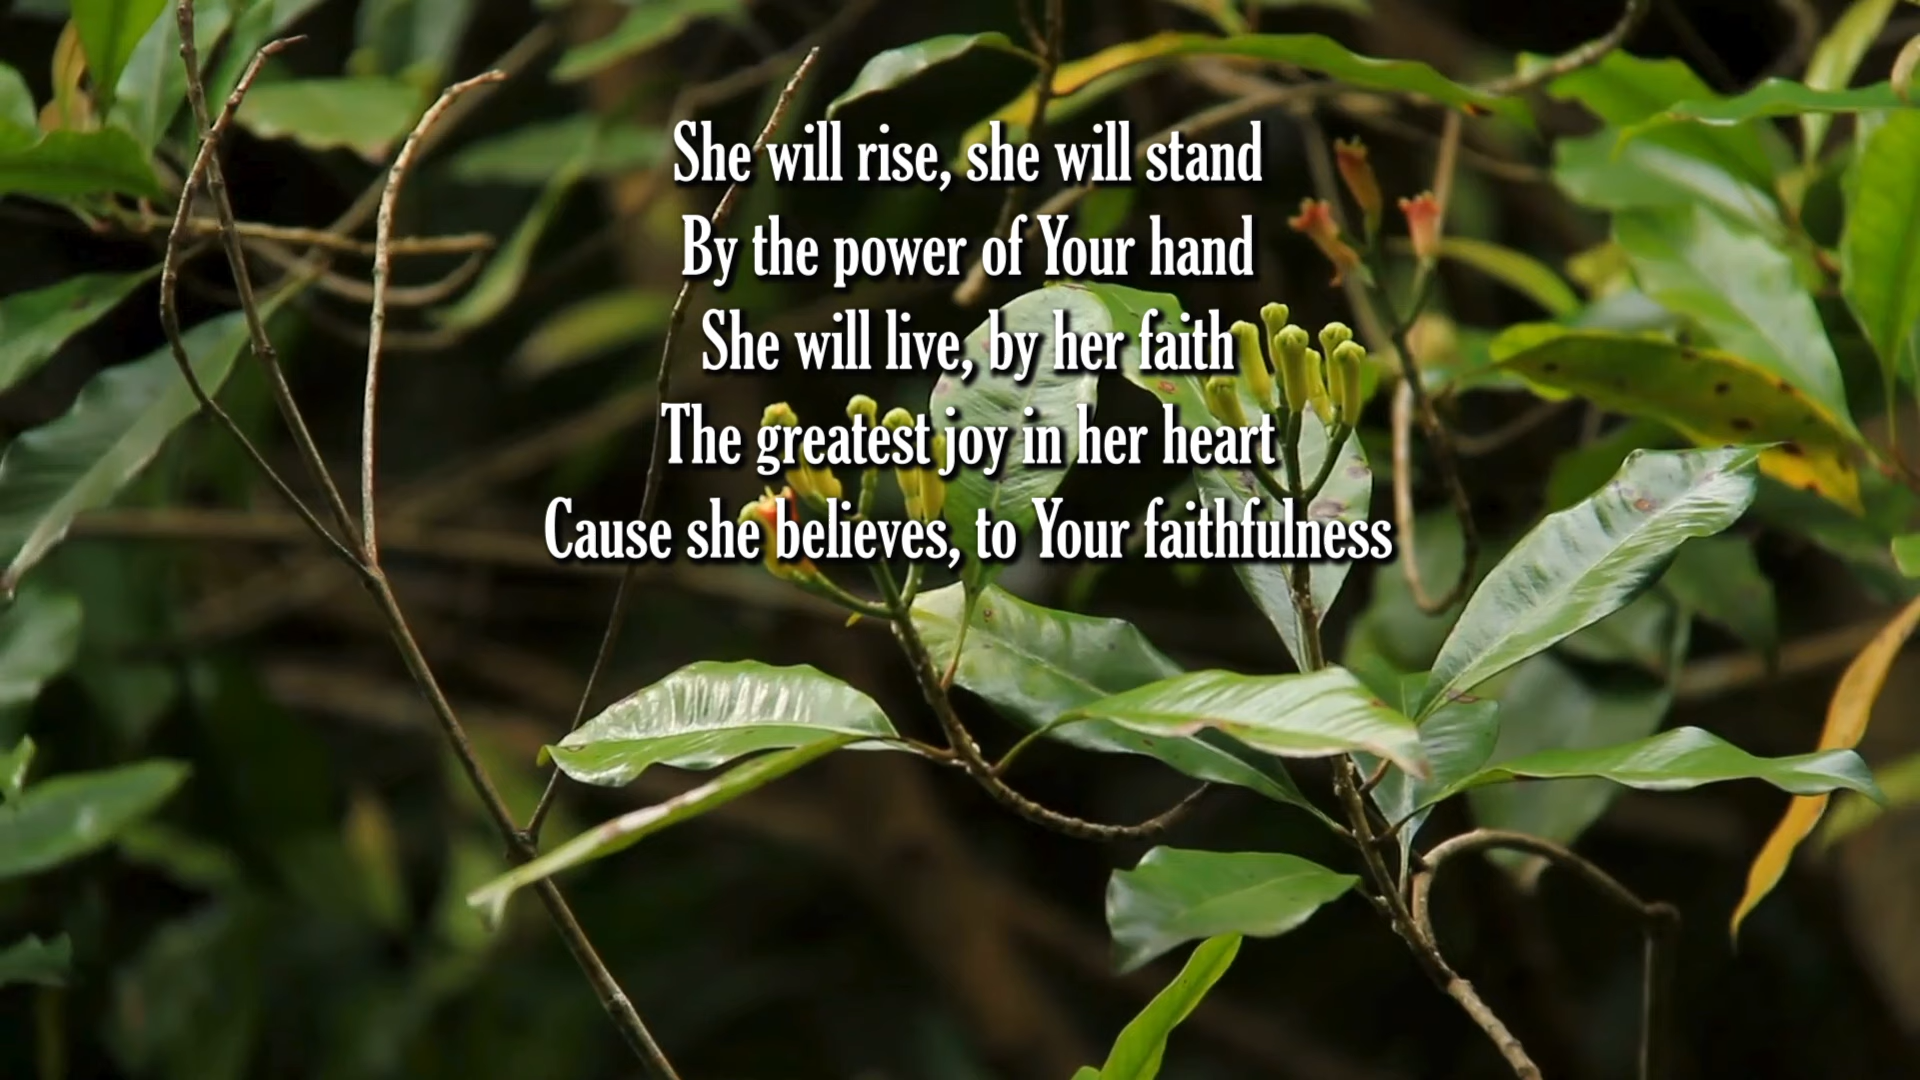 She will rise, she will stand
By the power of Your hand
She will live, by her faith
The greatest joy in her heart
Cause she believes, to Your faithfulness